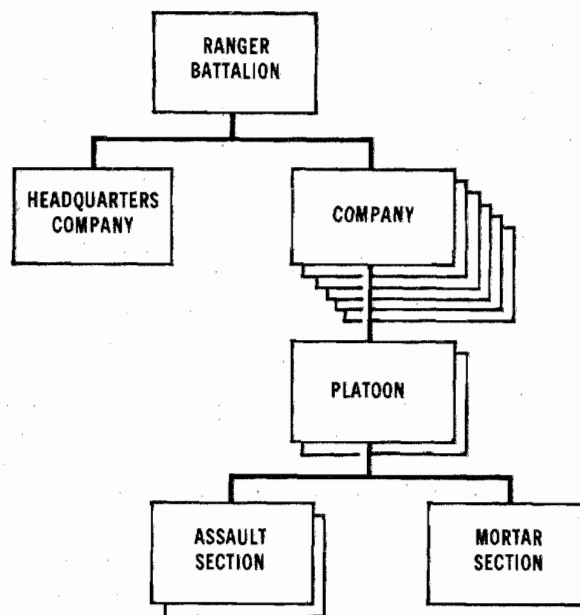 RANGER
BATTALION
HEADQUARTERS
COMPANY
COMPANY
PLATOON
ASSAULT
SECTION
MORTAR
SECTION